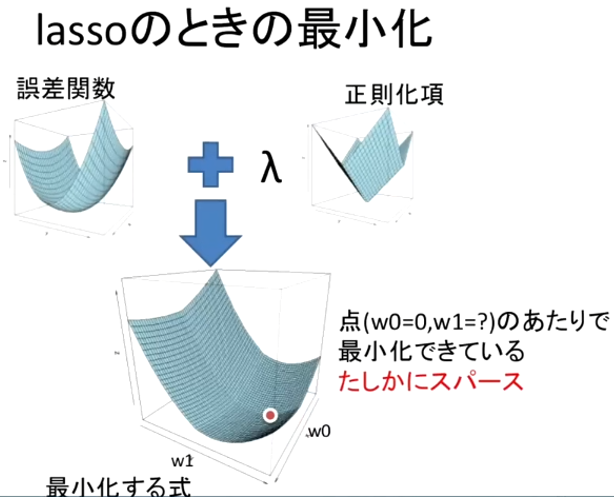 lassoのときの最小化
誤差関数
正則化項
λ
点(w0=0,w1=?)のあたりで
最小化できている
たしかにスパース
w0
w1
最小化する式